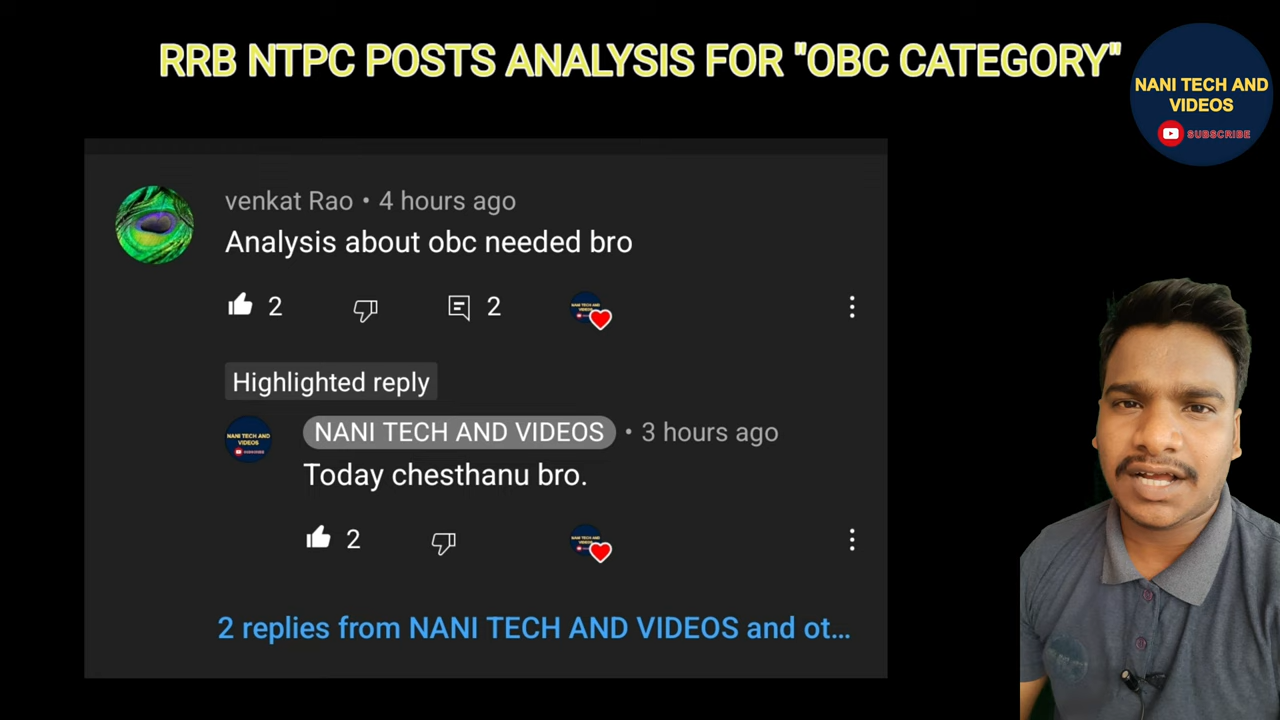 RRB NTPC POSTS ANALYSIS FOR "OBC CATEGORY"
NANI TECH AND
VIDEOS
SUBSCRIBE
venkat Rao • 4 hours ago
Analysis about obc needed bro
2
2
Highlighted reply
NANI TECH AND VIDEOS • 3 hours ago
Today chesthanu bro.
2
2 replies from NANI TECH AND VIDEOS and ot...